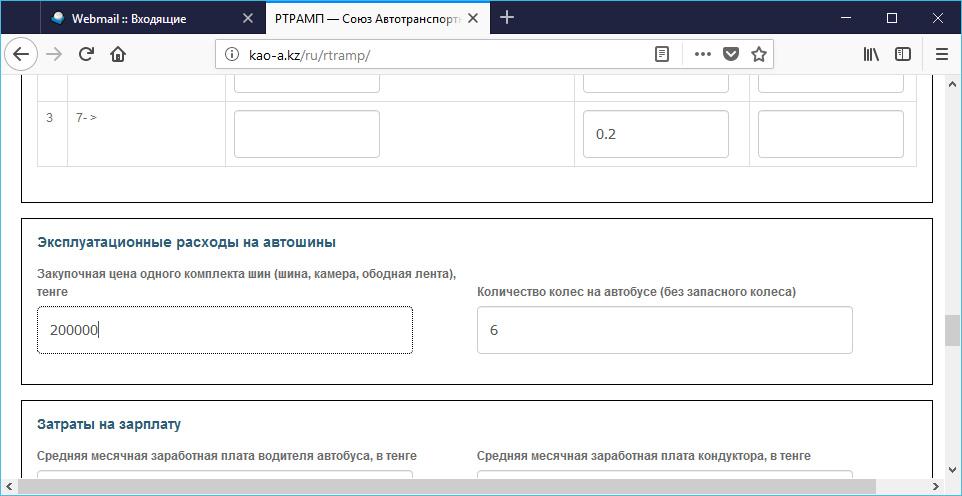 Webmail :: Входящие
РТРАМП — Союз Автотранспортн
kao-a.kz/ru/rtramp/
3
7- >
0.2
Эксплуатационные расходы на автошины
Закупочная цена одного комплекта шин (шина, камера, ободная лента),
тенге
Количество колес на автобусе (без запасного колеса)
200000
6
Затраты на зарплату
Средняя месячная заработная плата водителя автобуса, в тенге
Средняя месячная заработная плата кондуктора, в тенге